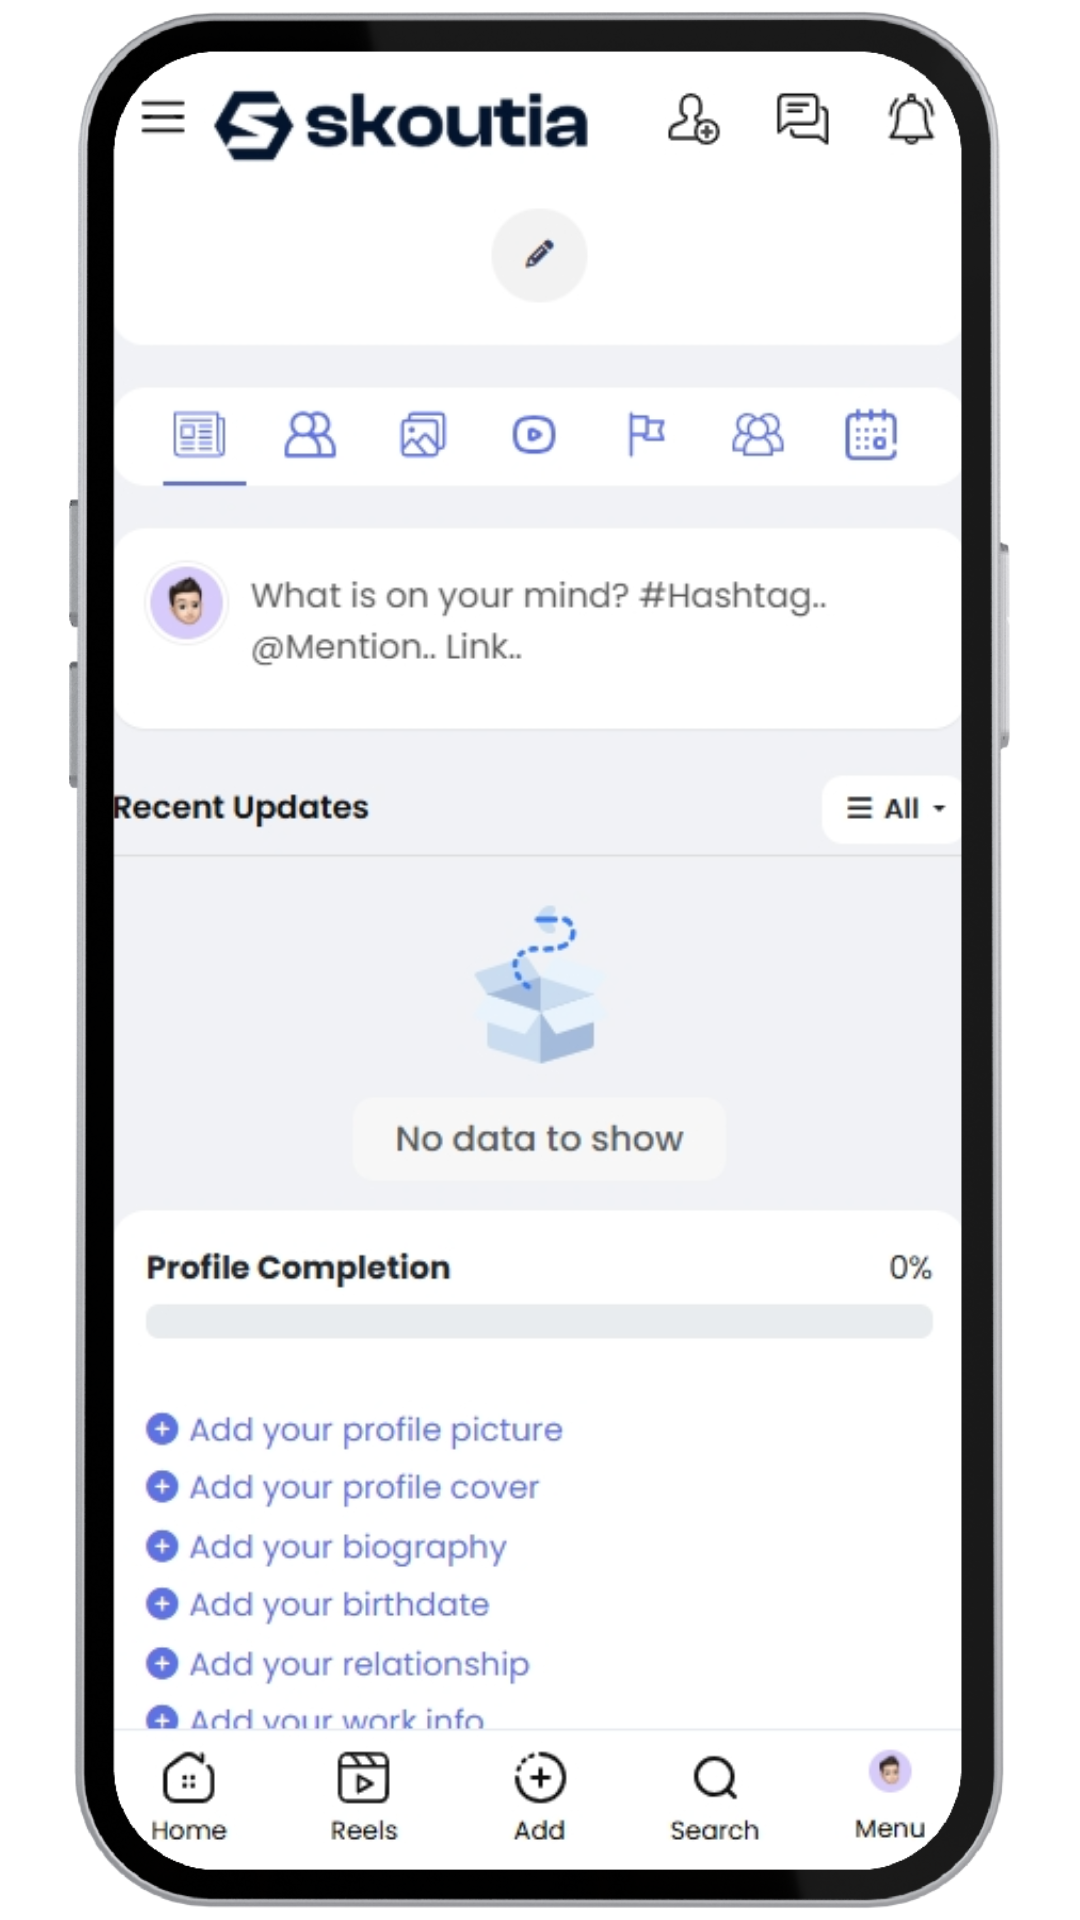 skoutia
What is on your mind? #Hashtag..
@Mention.. Link..
Recent Updates
All
No data to show
Profile Completion 0%
Add your profile picture
Add your profile cover
Add your biography
Add your birthdate
Add your relationship
Add your work info
Home Reels Add Search Menu